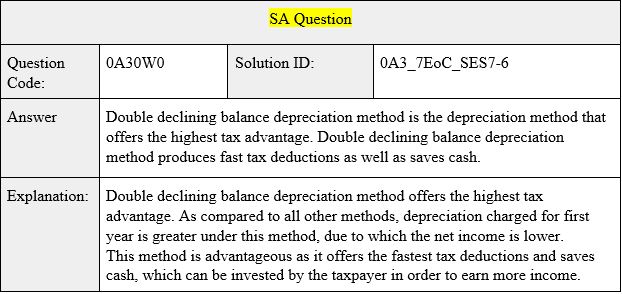 SA Question
Question Code: 0A30W0 Solution ID: 0A3_7EoC_SES7-6
Answer
Double declining balance depreciation method is the depreciation method that
offers the highest tax advantage. Double declining balance depreciation
method produces fast tax deductions as well as saves cash.
Explanation:
Double declining balance depreciation method offers the highest tax
advantage. As compared to all other methods, depreciation charged for first
year is greater under this method, due to which the net income is lower.
This method is advantageous as it offers the fastest tax deductions and saves
cash, which can be invested by the taxpayer in order to earn more income.